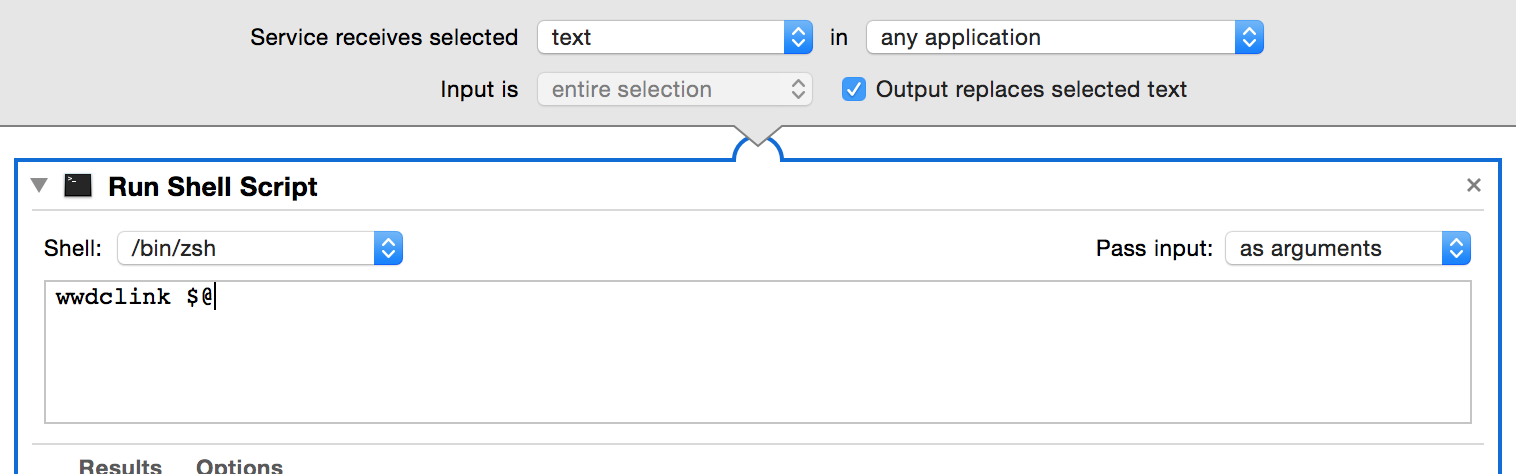 Service receives selected text in any application
Input is entire selection Output replaces selected text
Run Shell Script
Shell: /bin/zsh Pass input: as arguments
wwdclink $@
Results Options